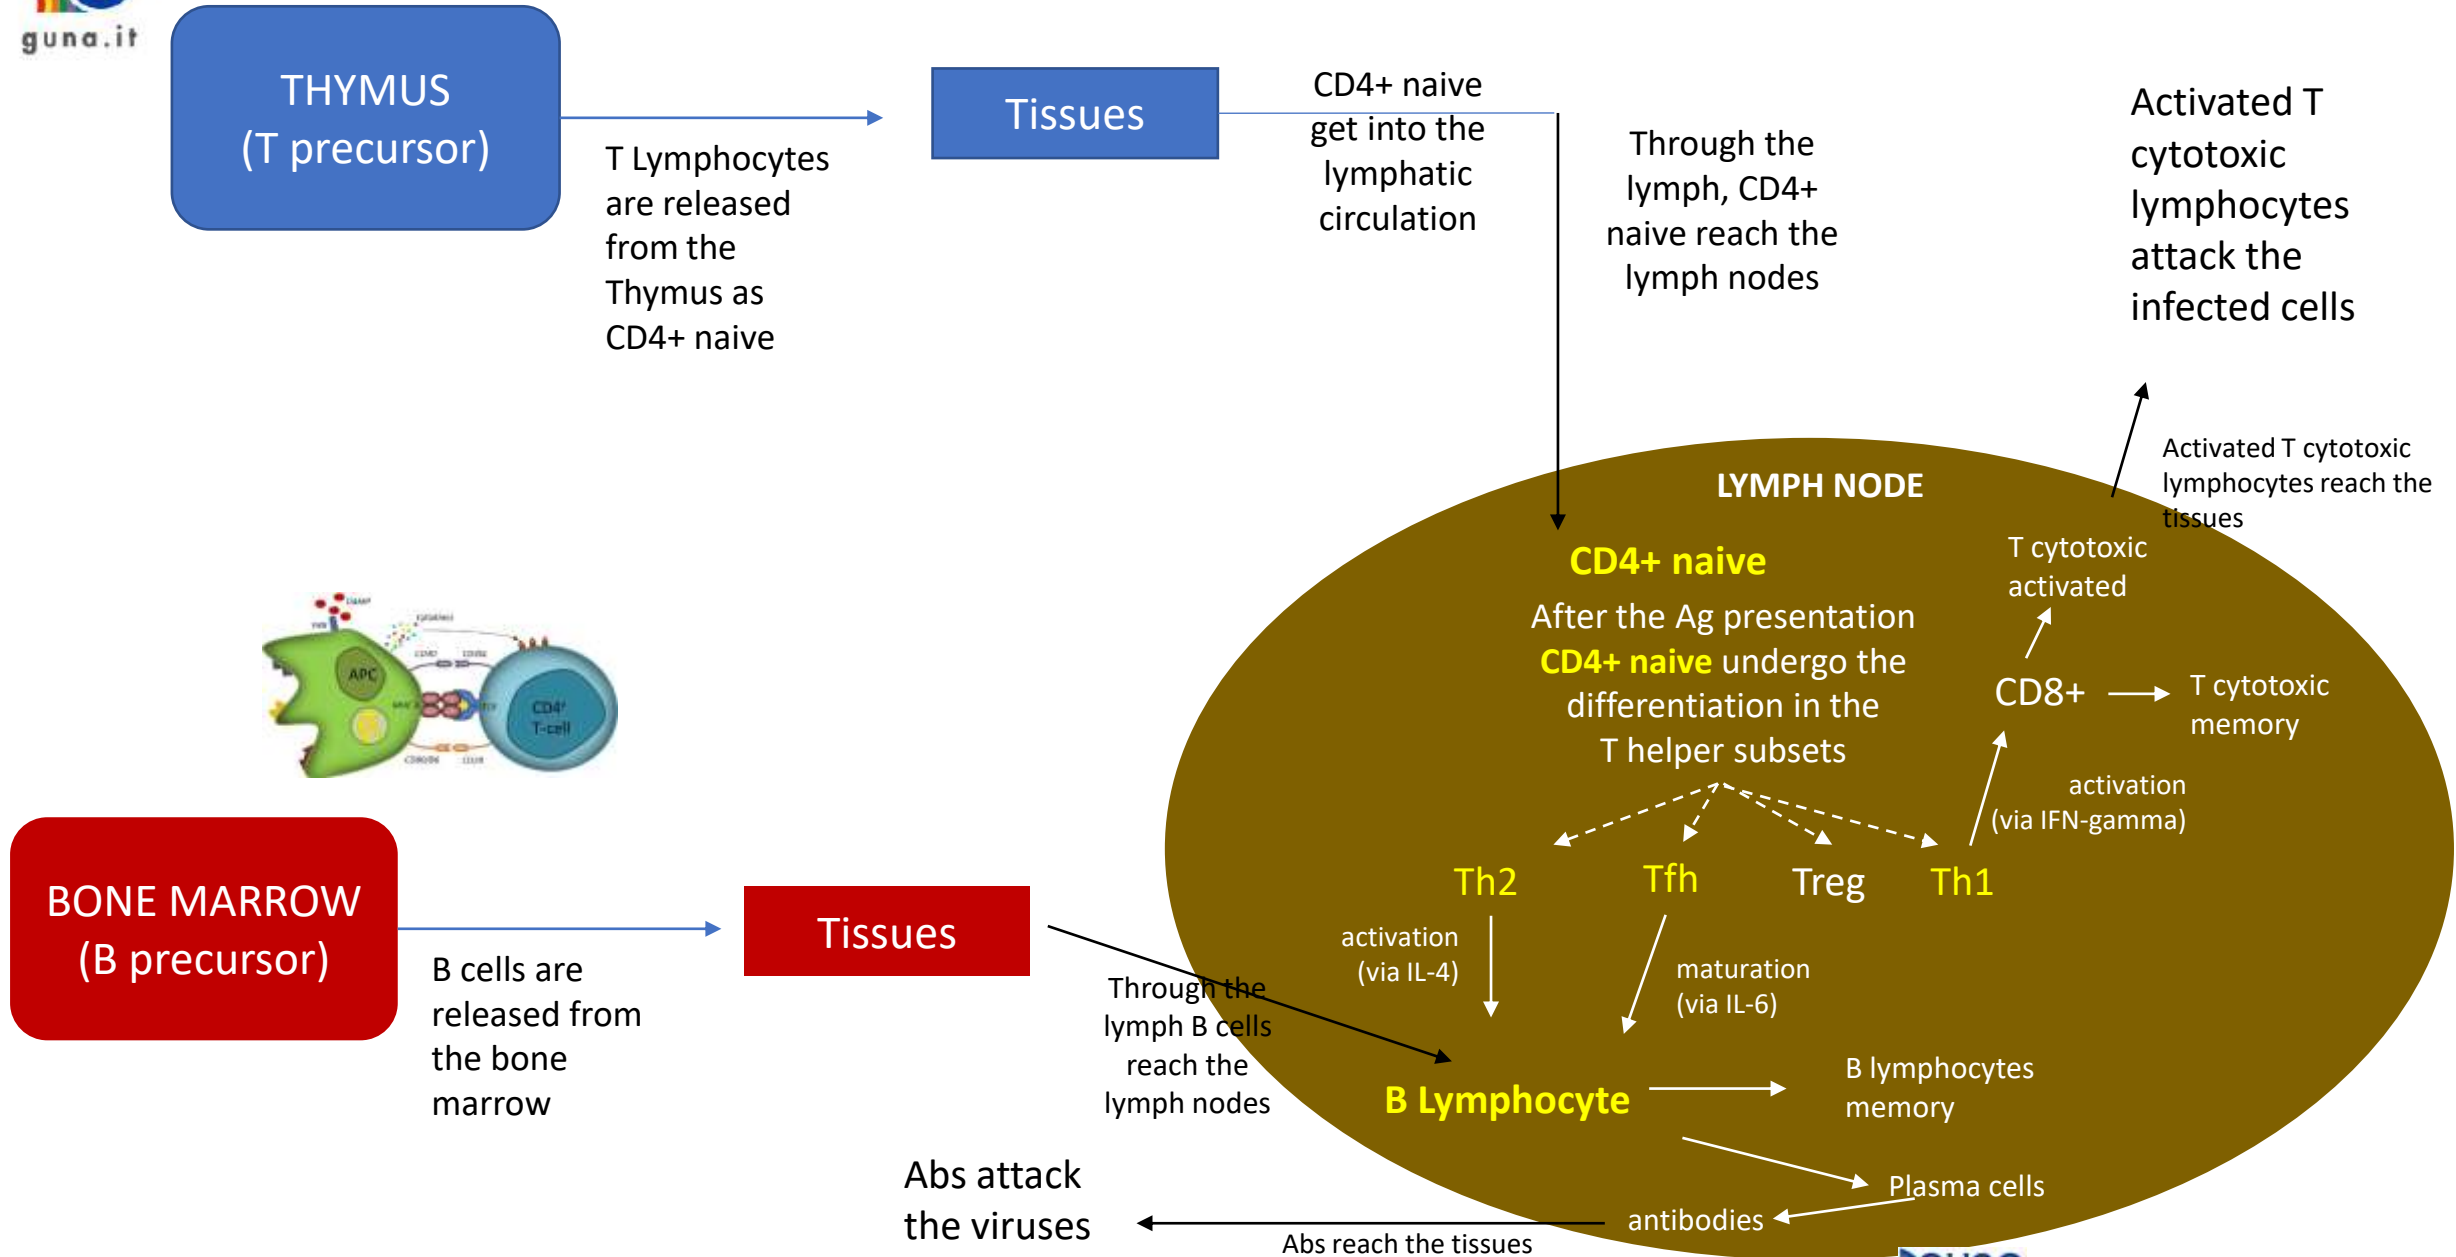 guna.it
THYMUS
(T precursor)
T Lymphocytes
are released
from the
Thymus as
CD4+ naive
Tissues
CD4+ naive
get into the
lymphatic
circulation
Through the
lymph, CD4+
naive reach the
lymph nodes
Activated T
cytotoxic
lymphocytes
attack the
infected cells
Activated T cytotoxic
lymphocytes reach the
tissues
LYMPH NODE
CD4+ naive
After the Ag presentation
CD4+ naive undergo the
differentiation in the
T helper subsets
T cytotoxic
activated
CD8+
T cytotoxic
memory
activation
(via IFN-gamma)
Th2
Tfh
Treg
Th1
activation
(via IL-4)
maturation
(via IL-6)
APC
CD4+
T-cell
BONE MARROW
(B precursor)
B cells are
released from
the bone
marrow
Tissues
Through the
lymph B cells
reach the
lymph nodes
B Lymphocyte
B lymphocytes
memory
Plasma cells
antibodies
Abs reach the tissues
Abs attack
the viruses